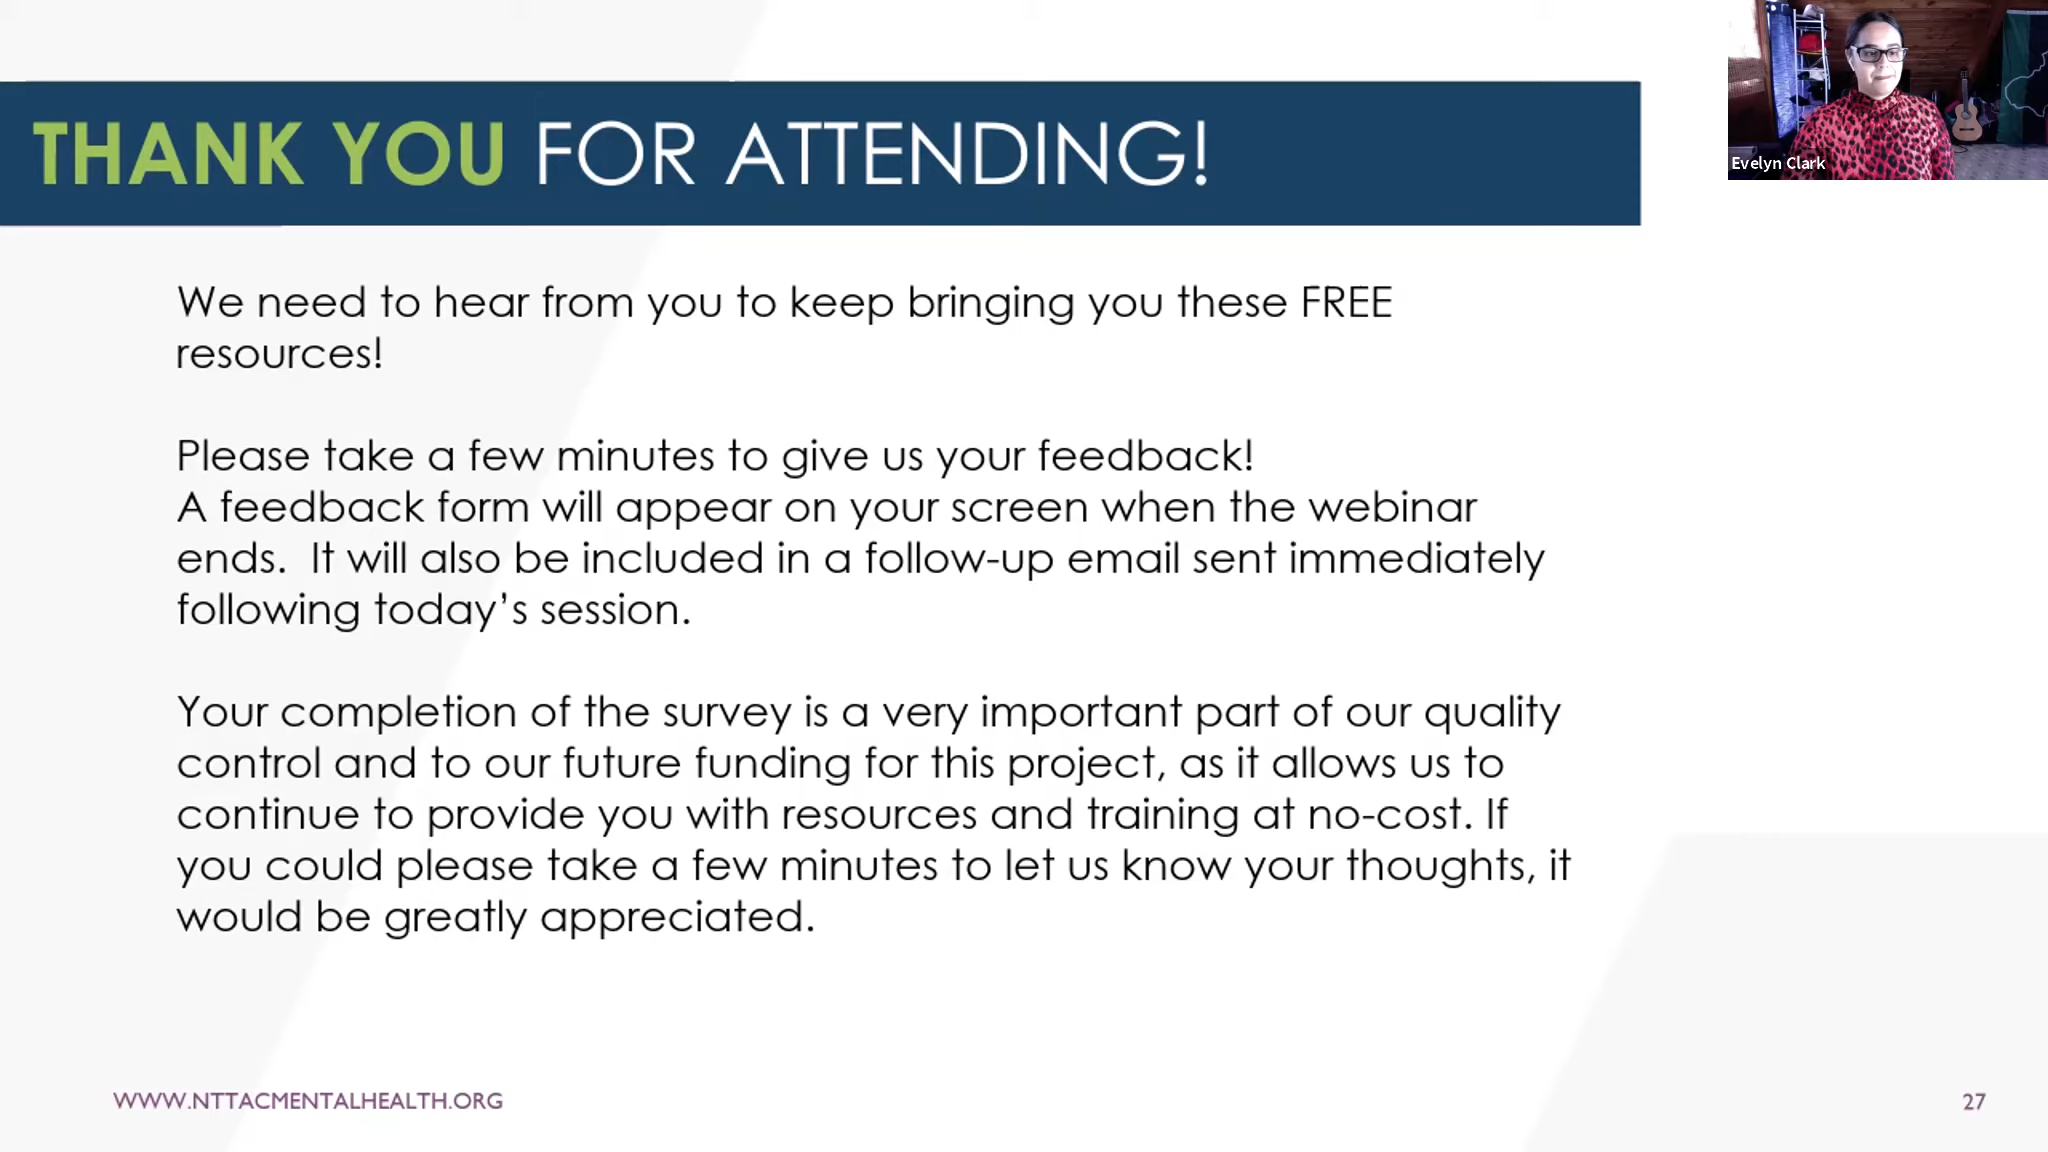 THANK YOU FOR ATTENDING!
Evelyn Clark
We need to hear from you to keep bringing you these FREE
resources!
Please take a few minutes to give us your feedback!
A feedback form will appear on your screen when the webinar
ends.  It will also be included in a follow-up email sent immediately
following today’s session.
Your completion of the survey is a very important part of our quality
control and to our future funding for this project, as it allows us to
continue to provide you with resources and training at no-cost. If
you could please take a few minutes to let us know your thoughts, it
would be greatly appreciated.
WWW.NTTACMENTALHEALTH.ORG
27